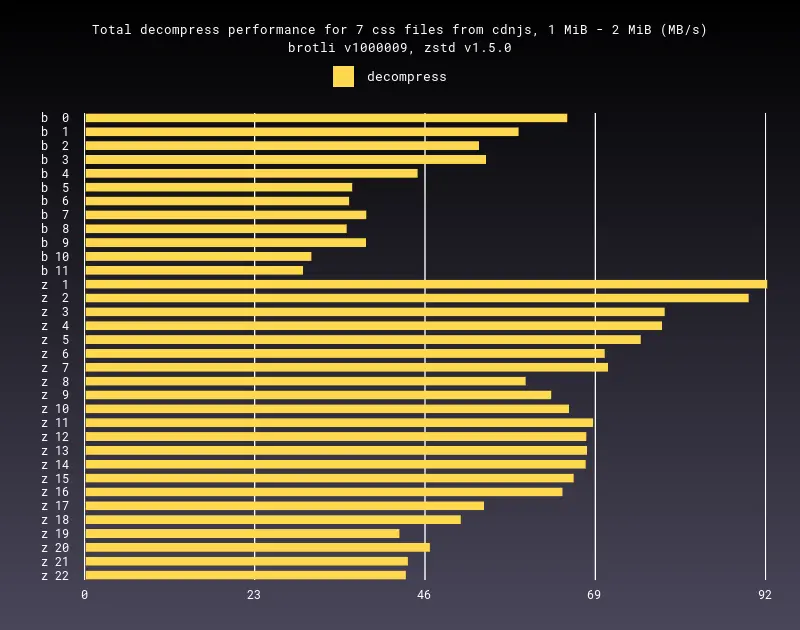 Total decompress performance for 7 css files from cdnjs, 1 MiB - 2 MiB (MB/s)
brotli v1000009, zstd v1.5.0
decompress
b 0
b 1
b 2
b 3
b 4
b 5
b 6
b 7
b 8
b 9
b 10
b 11
z 1
z 2
z 3
z 4
z 5
z 6
z 7
z 8
z 9
z 10
z 11
z 12
z 13
z 14
z 15
z 16
z 17
z 18
z 19
z 20
z 21
z 22
0 23 46 69 92